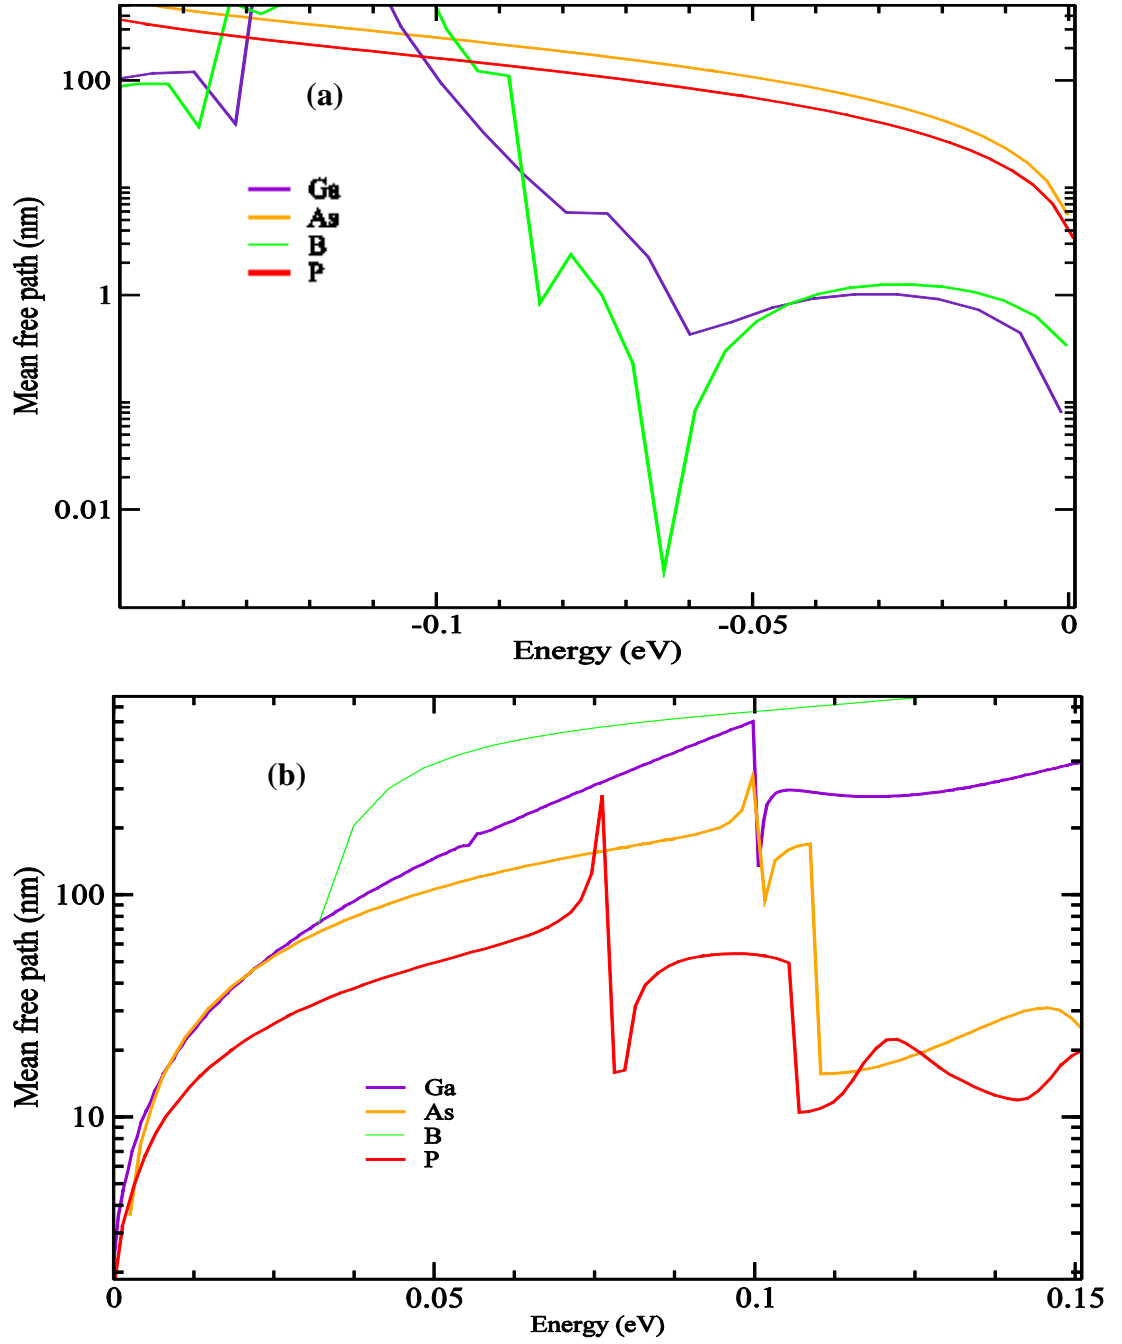 (a)
100
1
0.01
Mean free path (nm)
Ga
As
B
P
-0.1
-0.05
0
Energy (eV)
(b)
100
10
Mean free path (nm)
Ga
As
B
P
0
0.05
0.1
0.15
Energy (eV)